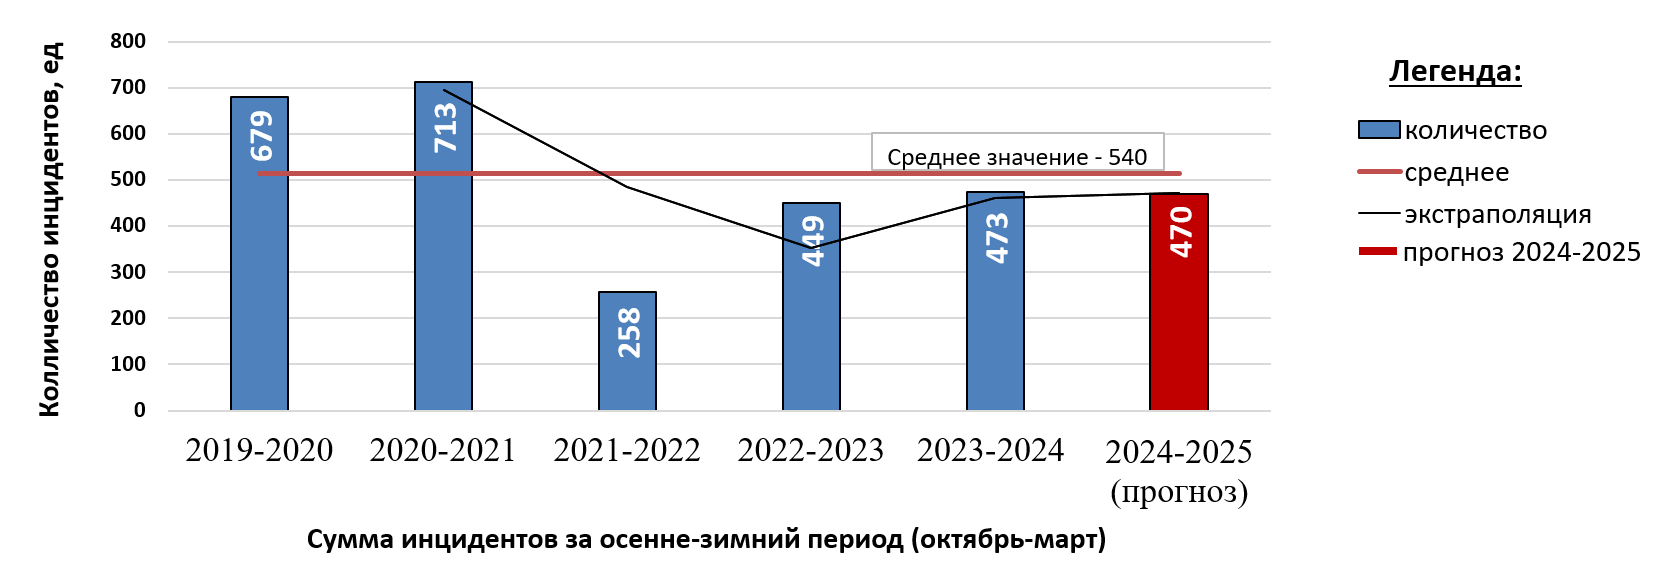 Колличество инцидентов, ед
800
700
600
500
400
300
200
100
0
679
713
258
449
473
470
Среднее значение - 540
2019-2020
2020-2021
2021-2022
2022-2023
2023-2024
2024-2025
(прогноз)
Сумма инцидентов за осенне-зимний период (октябрь-март)
Легенда:
количество
среднее
экстраполяция
прогноз 2024-2025